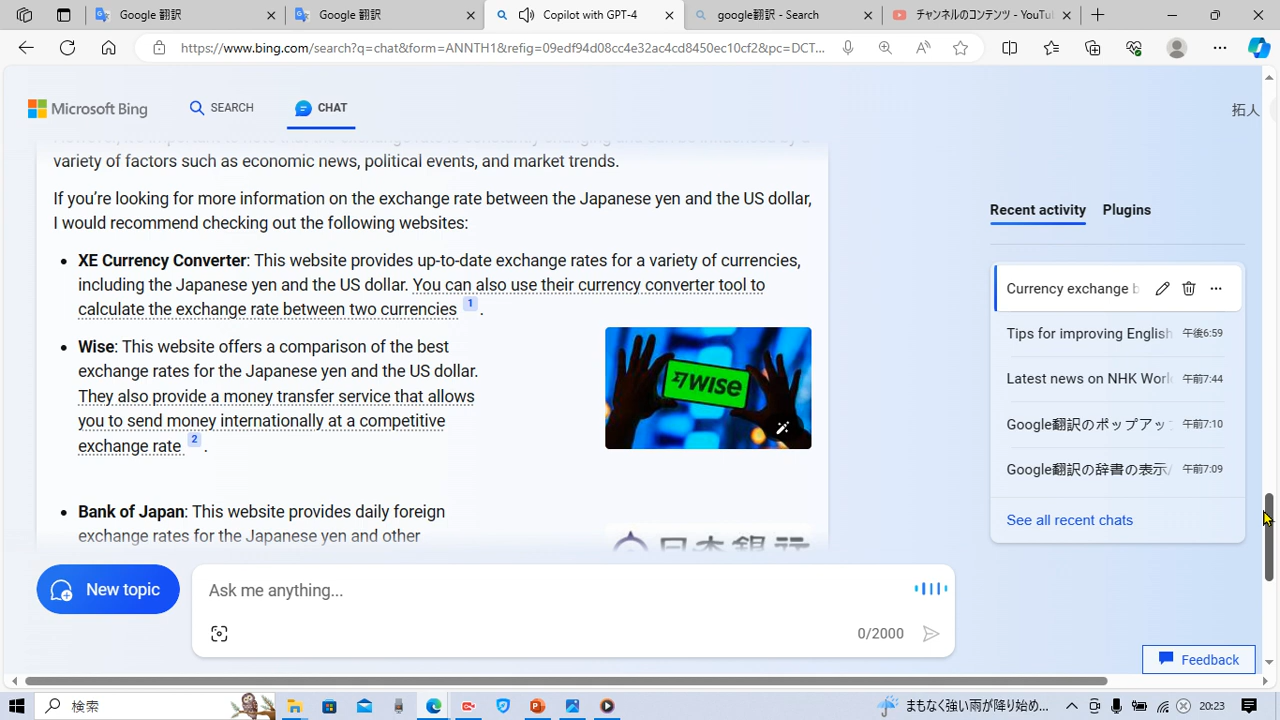 Google 翻訳
Google 翻訳
Copilot with GPT-4
google翻訳 - Search
チャンネルのコンテンツ - YouTu
https://www.bing.com/search?q=chat&form=ANNTH1&refig=02edf94d08cc4e32ac4cd8450ec10cf2&pc=DCT...
Microsoft Bing
SEARCH
CHAT
拓人
variety of factors such as economic news, political events, and market trends.
If you’re looking for more information on the exchange rate between the Japanese yen and the US dollar,
I would recommend checking out the following websites:
• XE Currency Converter: This website provides up-to-date exchange rates for a variety of currencies,
including the Japanese yen and the US dollar. You can also use their currency converter tool to
calculate the exchange rate between two currencies 1 .
• Wise: This website offers a comparison of the best
exchange rates for the Japanese yen and the US dollar.
They also provide a money transfer service that allows
you to send money internationally at a competitive
exchange rate 2 .
WISE
• Bank of Japan: This website provides daily foreign
exchange rates for the Japanese yen and other
日本銀行
Recent activity
Plugins
Currency exchange b
Tips for improving English 午後6:59
Latest news on NHK Worl 午前7:44
Google翻訳のポップアッ 午前7:10
Google翻訳の辞書の表示 午前7:09
See all recent chats
New topic
Ask me anything...
0/2000
Feedback
検索
まもなく強い雨が降り始め...
20:23